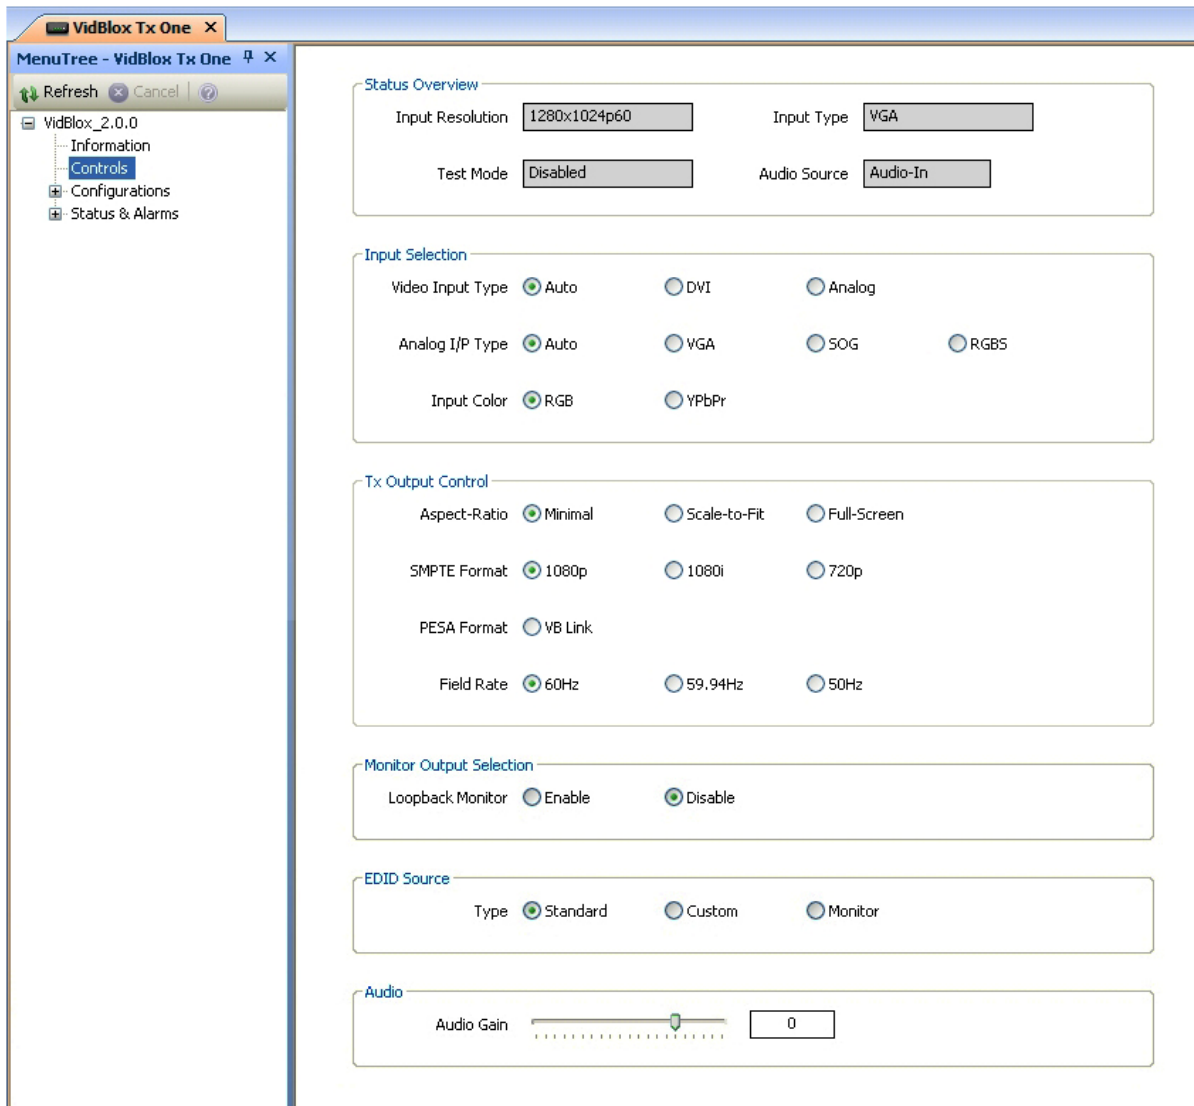 VidBlox Tx One X
MenuTree - VidBlox Tx One
Refresh Cancel
VidBlox_2.0.0
Information
Controls
Configurations
Status & Alarms
Status Overview
Input Resolution 1280x1024p60 Input Type VGA
Test Mode Disabled Audio Source Audio-In
Input Selection
Video Input Type Auto DVI Analog
Analog I/P Type Auto VGA SOG RGBS
Input Color RGB YPbPr
Tx Output Control
Aspect-Ratio Minimal Scale-to-Fit Full-Screen
SMPTE Format 1080p 1080i 720p
PESA Format VB Link
Field Rate 60Hz 59.94Hz 50Hz
Monitor Output Selection
Loopback Monitor Enable Disable
EDID Source
Type Standard Custom Monitor
Audio
Audio Gain 0